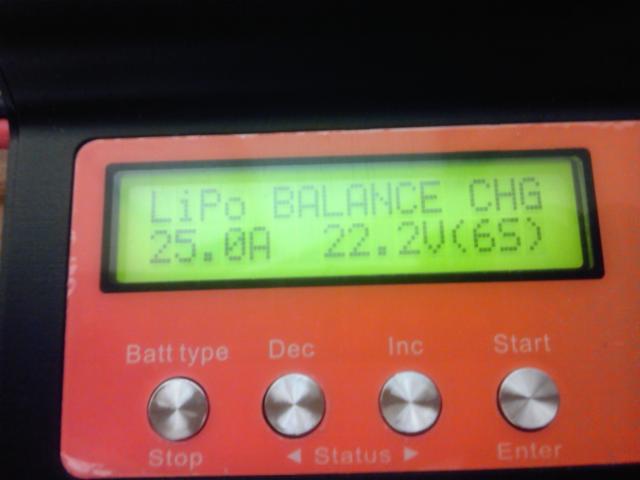 LiPo BALANCE CHG
25.0A 22.2V(6S)
Batt type Dec Inc Start
Stop ◄ Status ► Enter